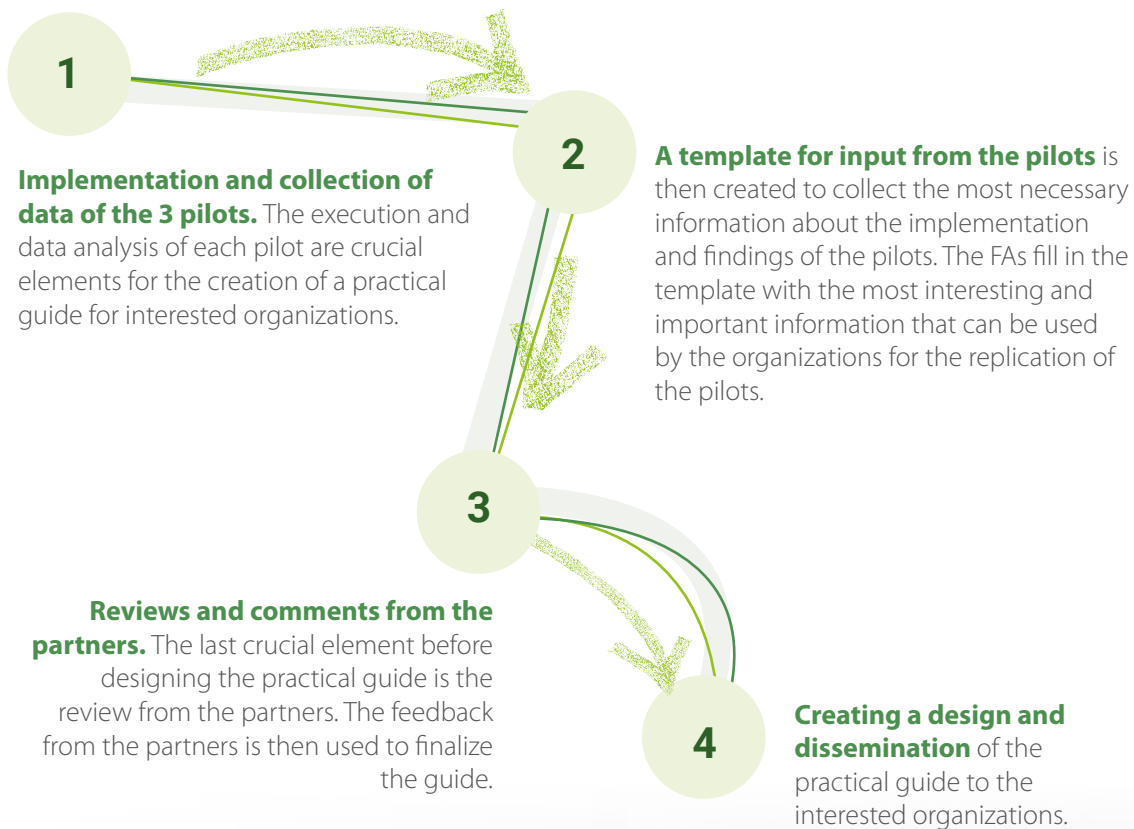 1
Implementation and collection of
data of the 3 pilots. The execution and
data analysis of each pilot are crucial
elements for the creation of a practical
guide for interested organizations.
2
A template for input from the pilots is
then created to collect the most necessary
information about the implementation
and findings of the pilots. The FAs fill in the
template with the most interesting and
important information that can be used
by the organizations for the replication of
the pilots.
3
Reviews and comments from the
partners. The last crucial element before
designing the practical guide is the
review from the partners. The feedback
from the partners is then used to finalize
the guide.
4
Creating a design and
dissemination of the
practical guide to the
interested organizations.